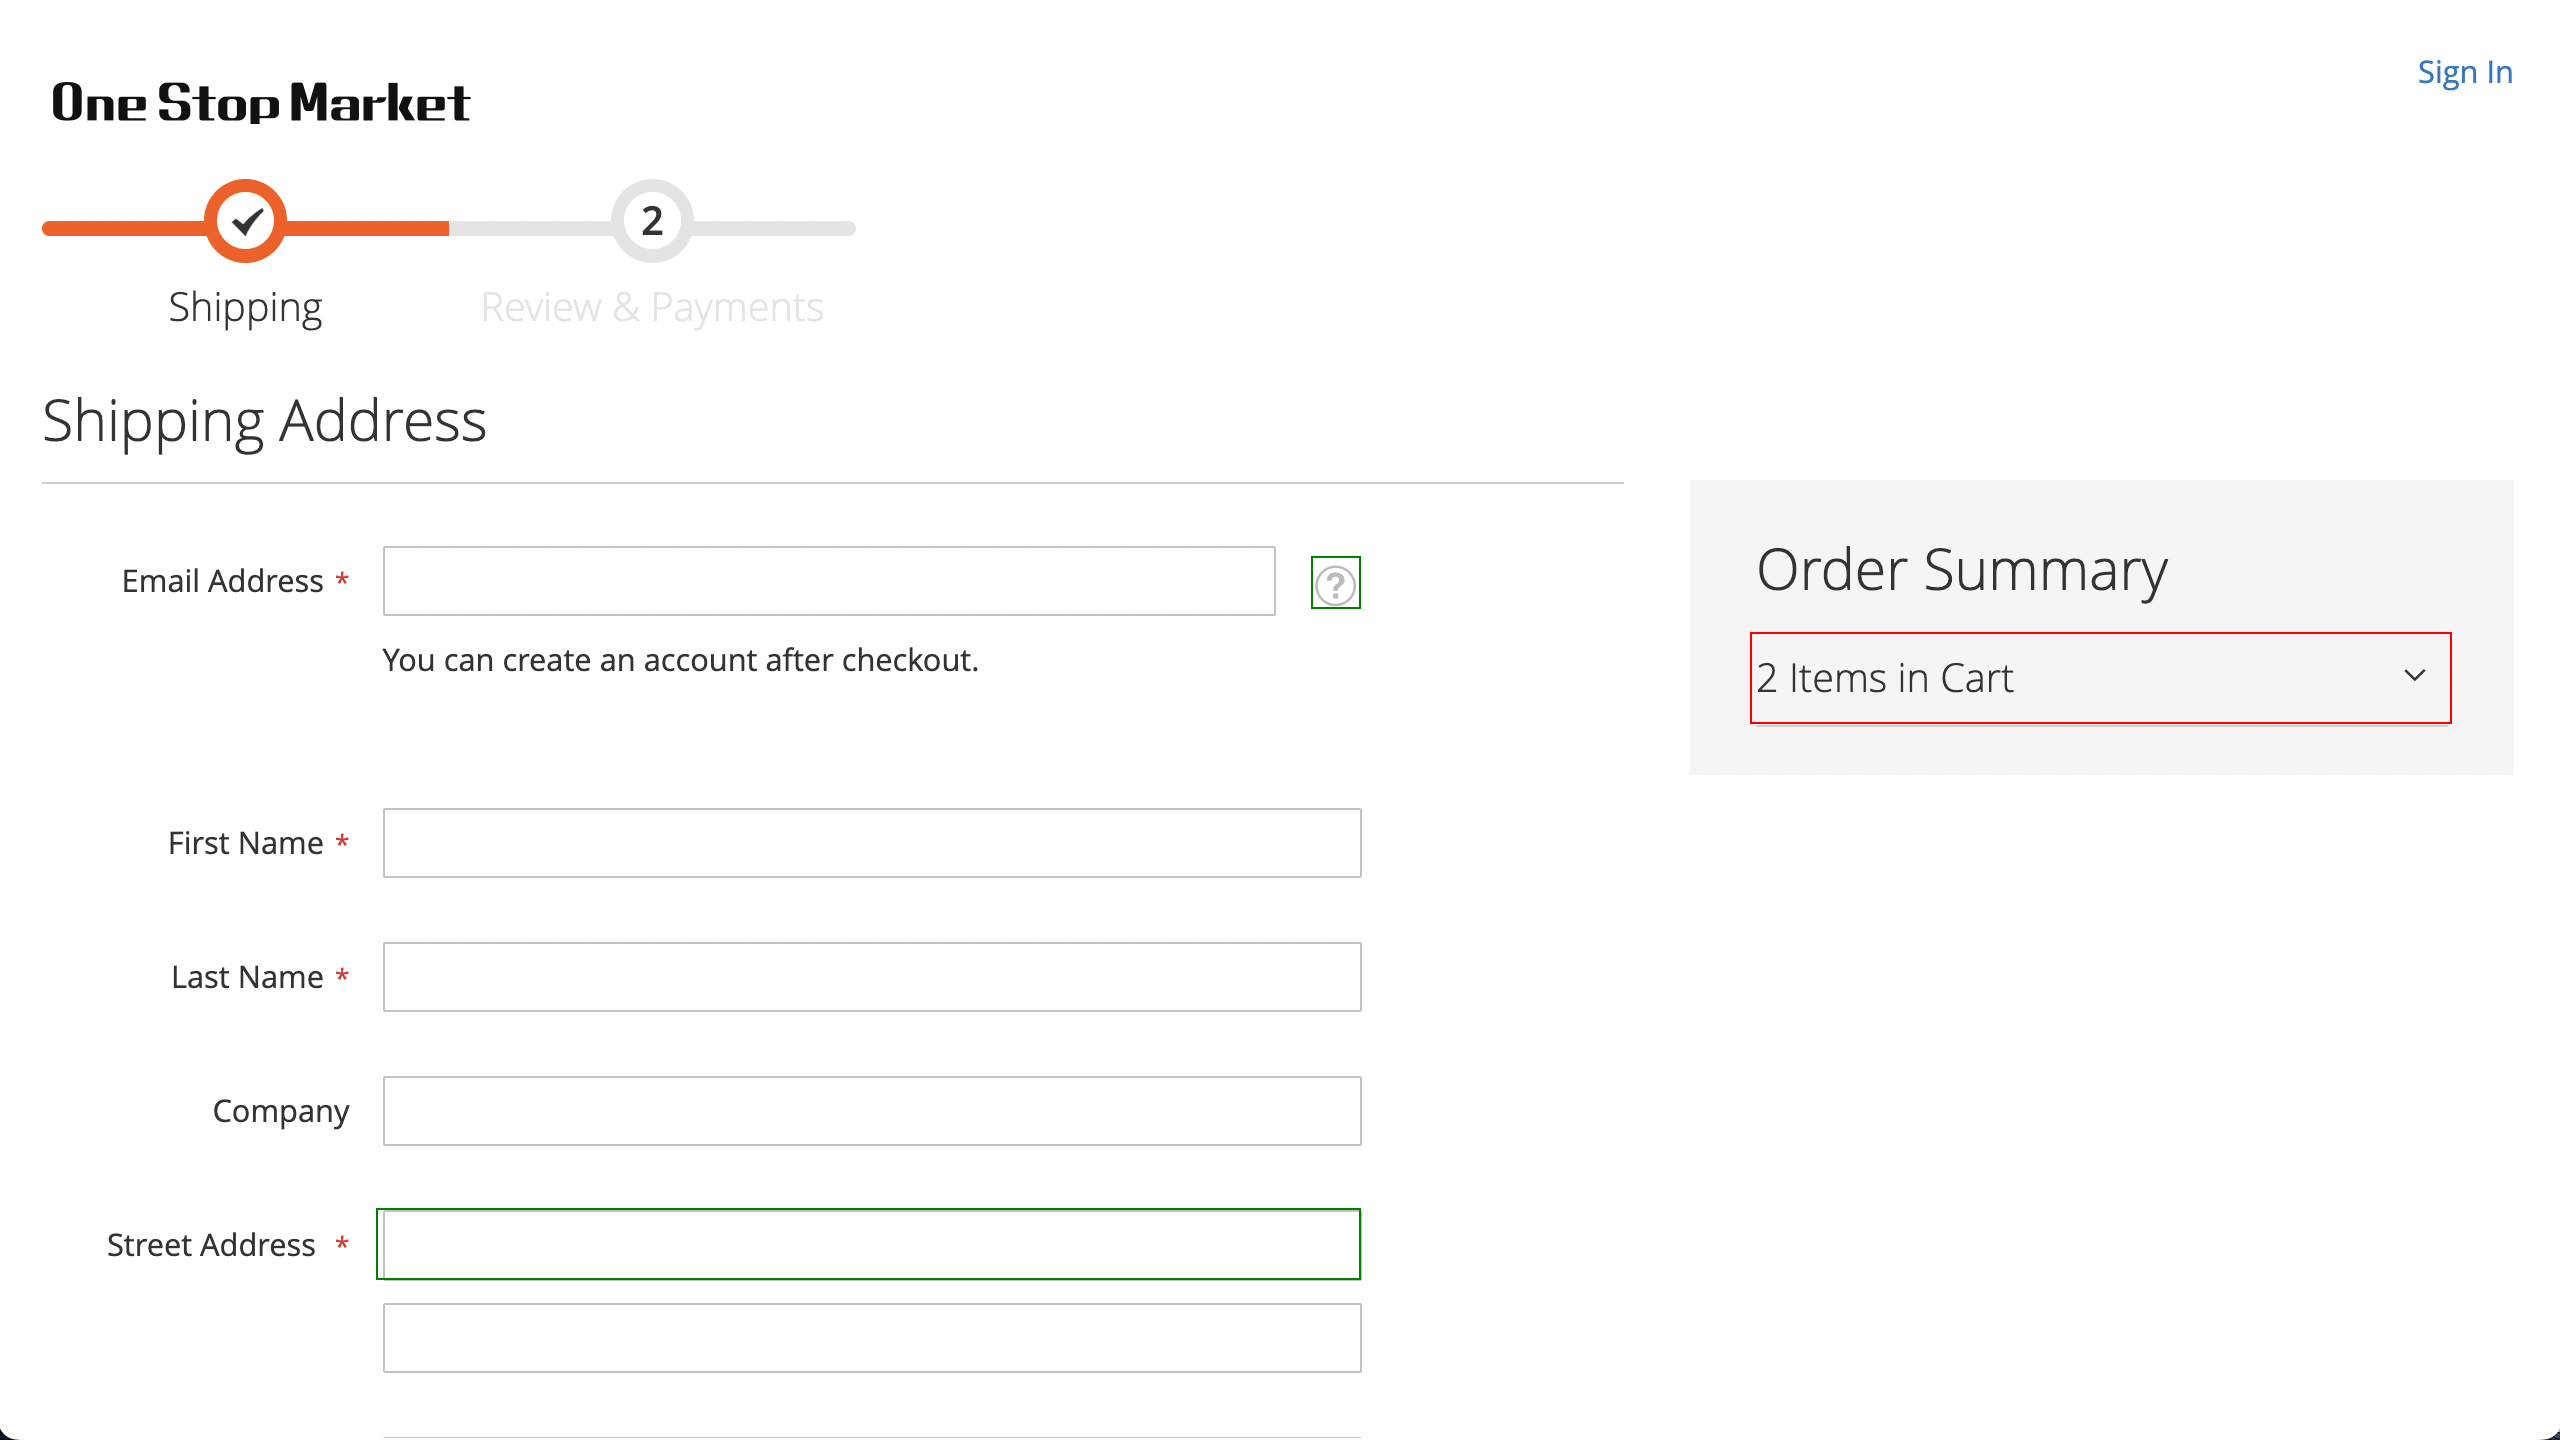 One Stop Market
Sign In
2
Shipping
Review & Payments
Shipping Address
Email Address *
?
You can create an account after checkout.
First Name *
Last Name *
Company
Street Address *
Order Summary
2 Items in Cart